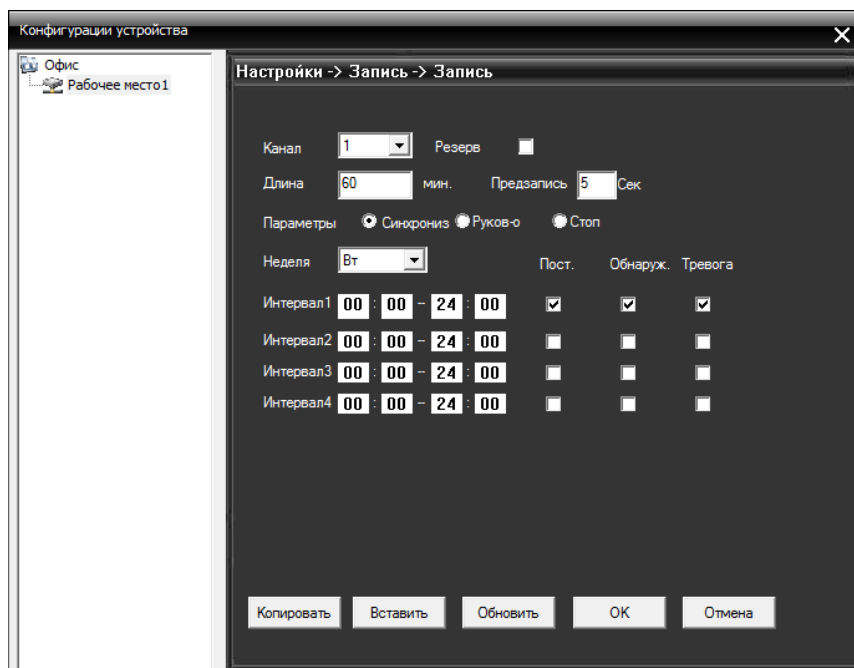 Конфигурации устройства
Офис
Рабочее место1
Настройки -> Запись -> Запись
Канал 1 Резерв
Длина 60 мин. Предзапись 5 Сек
Параметры Синхрониз Руков-о Стоп
Неделя Вт Пост. Обнаруж. Тревога
Интервал1 00 : 00 - 24 : 00
Интервал2 00 : 00 - 24 : 00
Интервал3 00 : 00 - 24 : 00
Интервал4 00 : 00 - 24 : 00
Копировать Вставить Обновить OK Отмена